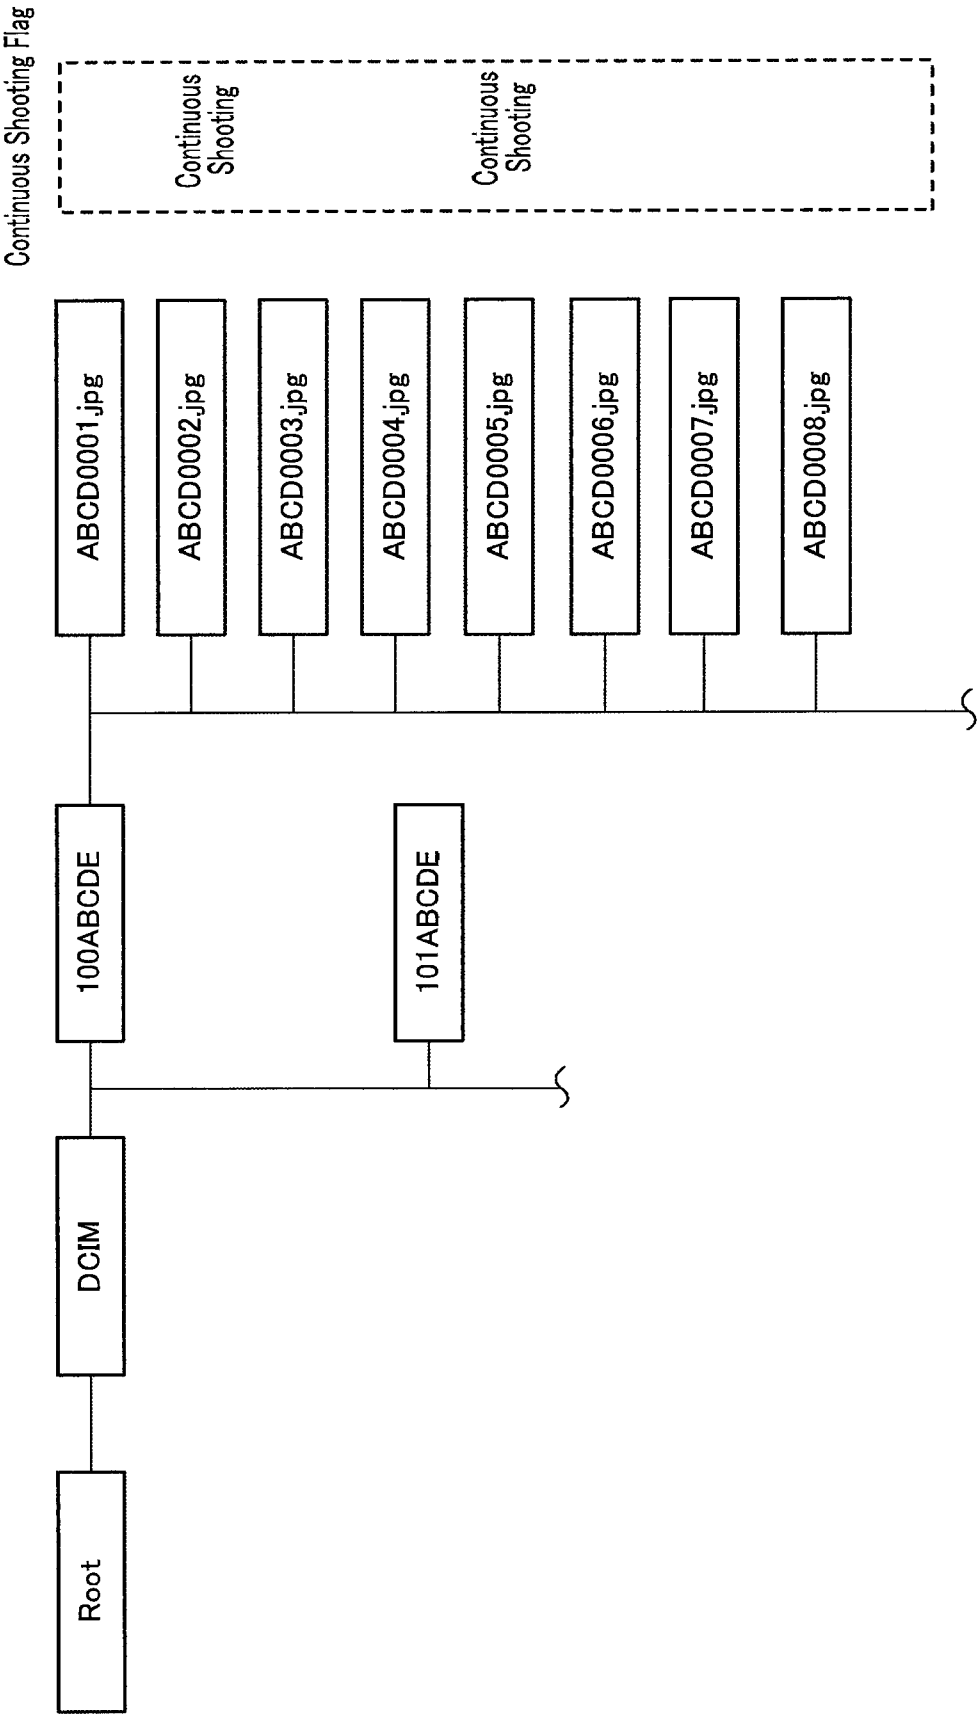 Continuous Shooting Flag
Root
DCIM
100ABCDE
101ABCDE
ABCD0001.jpg
ABCD0002.jpg
Continuous
Shooting
ABCD0003.jpg
ABCD0004.jpg
ABCD0005.jpg
Continuous
Shooting
ABCD0006.jpg
ABCD0007.jpg
ABCD0008.jpg